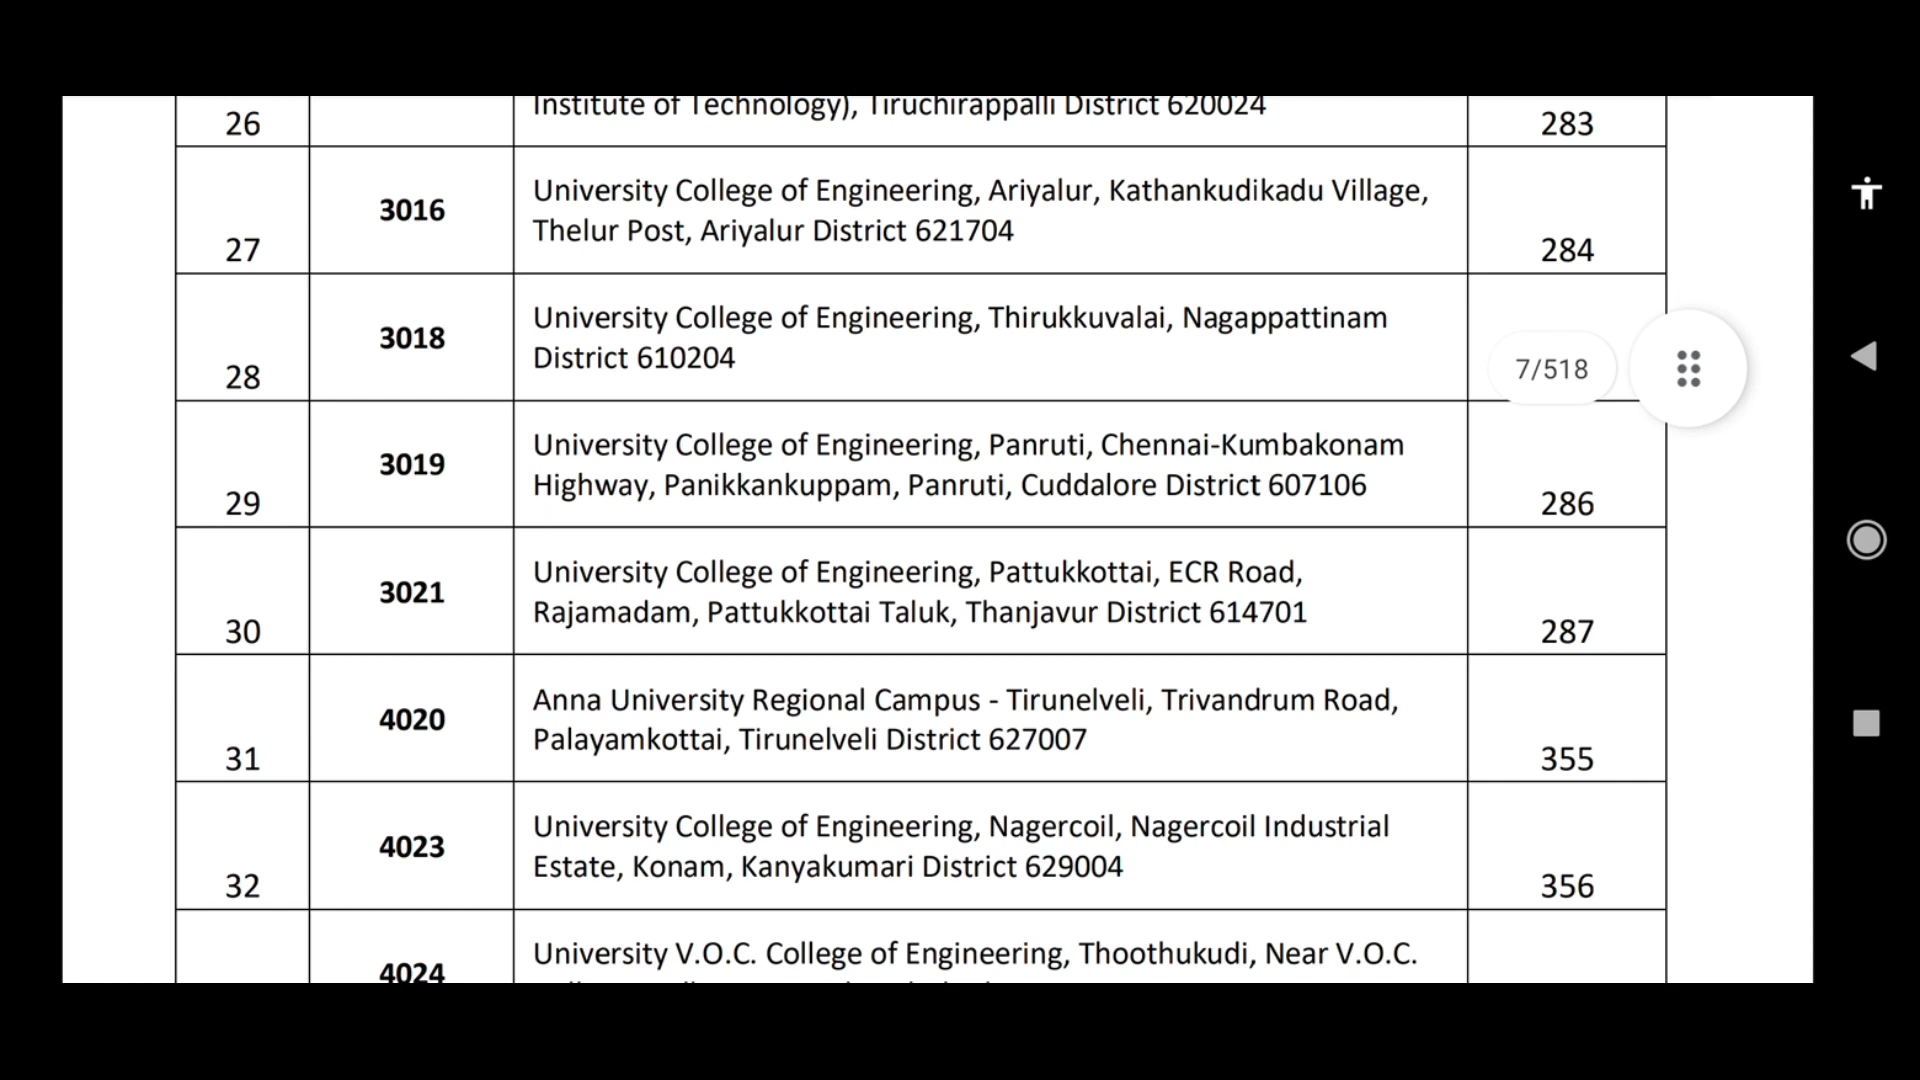 Institute of Technology), Tiruchirappalli District 620024
26
283
3016
University College of Engineering, Ariyalur, Kathankudikadu Village,
Thelur Post, Ariyalur District 621704
27
284
3018
University College of Engineering, Thirukkuvalai, Nagappattinam
District 610204
28
7/518
3019
University College of Engineering, Panruti, Chennai-Kumbakonam
Highway, Panikkankuppam, Panruti, Cuddalore District 607106
29
286
3021
University College of Engineering, Pattukkottai, ECR Road,
Rajamadam, Pattukkottai Taluk, Thanjavur District 614701
30
287
4020
Anna University Regional Campus - Tirunelveli, Trivandrum Road,
Palayamkottai, Tirunelveli District 627007
31
355
4023
University College of Engineering, Nagercoil, Nagercoil Industrial
Estate, Konam, Kanyakumari District 629004
32
356
4024
University V.O.C. College of Engineering, Thoothukudi, Near V.O.C.